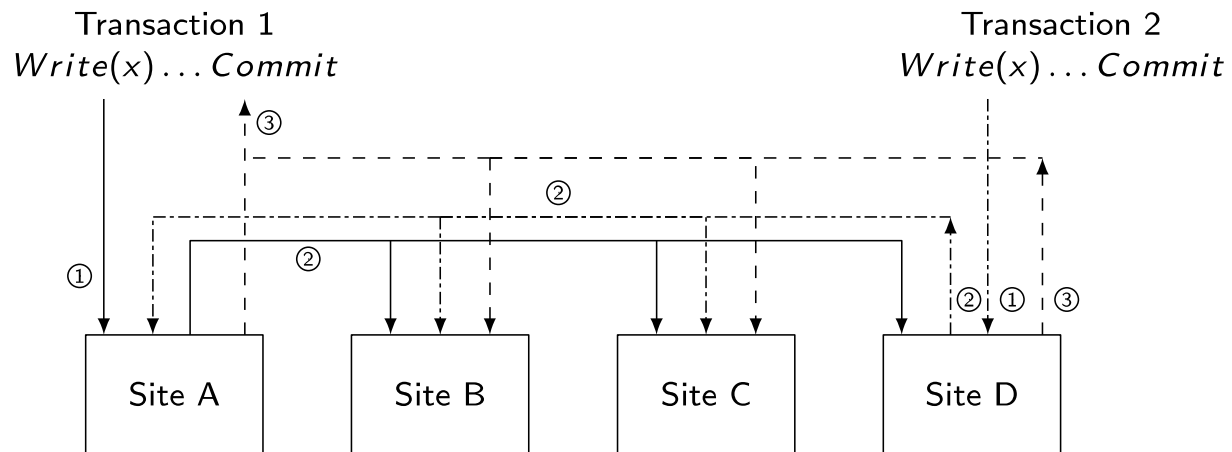 Transaction 1
Write(x) … Commit
Transaction 2
Write(x) … Commit
③
②
①
②
②
①
③
Site A
Site B
Site C
Site D